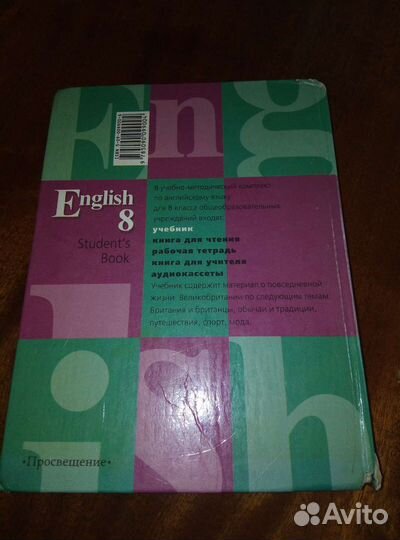 Eng
English
8
Student's
Book
В учебно-методический комплект
по английскому языку
для 8 класса общеобразовательных
учреждений входят:
учебник
книга для чтения
рабочая тетрадь
книга для учителя
аудиокассеты
Учебник содержит материал о повседневной
жизни Великобритании по следующим темам:
Британия и британцы, обычаи и традиции,
путешествия, спорт, мода.
lish
•Просвещение•
Avito